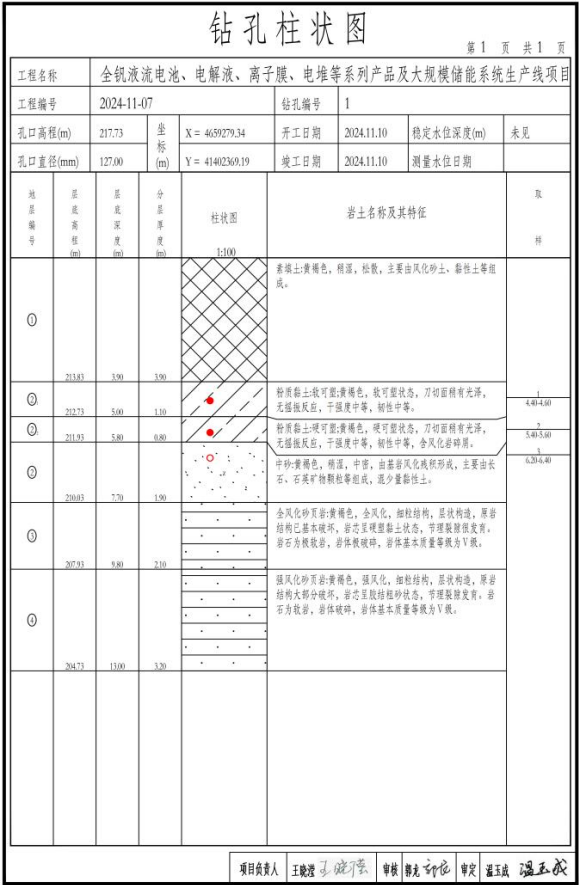 钻孔柱状图
第 1 页 共 1 页
工程名称 全钒液流电池、电解液、离子膜、电堆等系列产品及大规模储能系统生产线项目
工程编号 2024-11-07 钻孔编号 1
孔口高程(m) 217.73 坐标(m) X = 4659279.34 开工日期 2024.11.10 稳定水位深度(m) 未见
孔口直径(mm) 127.00 Y = 41402369.19 竣工日期 2024.11.10 测量水位日期
地层编号 层底高程(m) 层底深度(m) 分层厚度(m) 柱状图 1:100 岩土名称及其特征 取样
素填土:黄褐色，稍湿，松散，主要由风化砂土、黏性土等组
成。
① 213.83 3.90 3.90
粉质黏土:软可塑:黄褐色，软可塑状态，刀切面稍有光泽，
无摇振反应，干强度中等，韧性中等。
② 212.73 5.00 1.10
1
4.40-4.60
粉质黏土:硬可塑:黄褐色，硬可塑状态，刀切面稍有光泽，
无摇振反应，干强度中等，韧性中等，含风化岩碎屑。
② 211.93 5.80 0.80
2
5.40-5.60
中砂:黄褐色，稍湿，中密，由基岩风化残积形成，主要由长
石、石英矿物颗粒等组成，混少量黏性土。
② 210.03 7.70 1.90
3
6.20-6.40
全风化砂页岩:黄褐色，全风化，细粒结构，层状构造，原岩
结构已基本破坏，岩芯呈硬塑黏土状态，节理裂隙很发育。
岩石为极软岩，岩体极破碎，岩体基本质量等级为Ⅴ级。
③ 207.93 9.80 2.10
强风化砂页岩:黄褐色，强风化，细粒结构，层状构造，原岩
结构大部分破坏，岩芯呈胶结粗砂状态，节理裂隙发育。岩
石为软岩，岩体破碎，岩体基本质量等级为Ⅴ级。
④ 204.73 13.00 3.20
项目负责人 王晓滢 王晓滢 审核 郭龙 审定 温玉成 温玉成